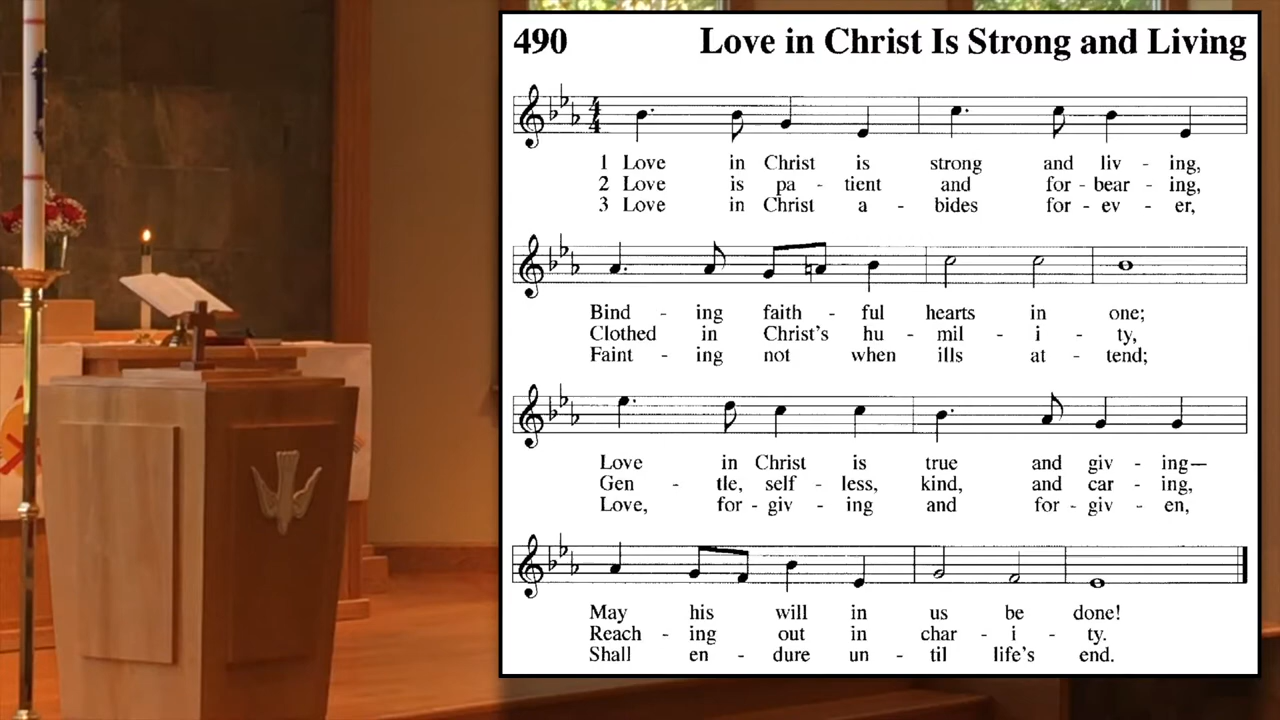 490 Love in Christ Is Strong and Living
4 4
1 Love in Christ is strong and liv - ing,
2 Love is pa - tient and for - bear - ing,
3 Love in Christ a - bides for - ev - er,
Bind - ing faith - ful hearts in one;
Clothed in Christ's hu - mil - i - ty,
Faint - ing not when ills at - tend;
Love in Christ is true and giv - ing—
Gen - tle, self - less, kind, and car - ing,
Love, for - giv - ing and for - giv - en,
May his will in us be done!
Reach - ing out in char - i - ty.
Shall en - dure un - til life's end.